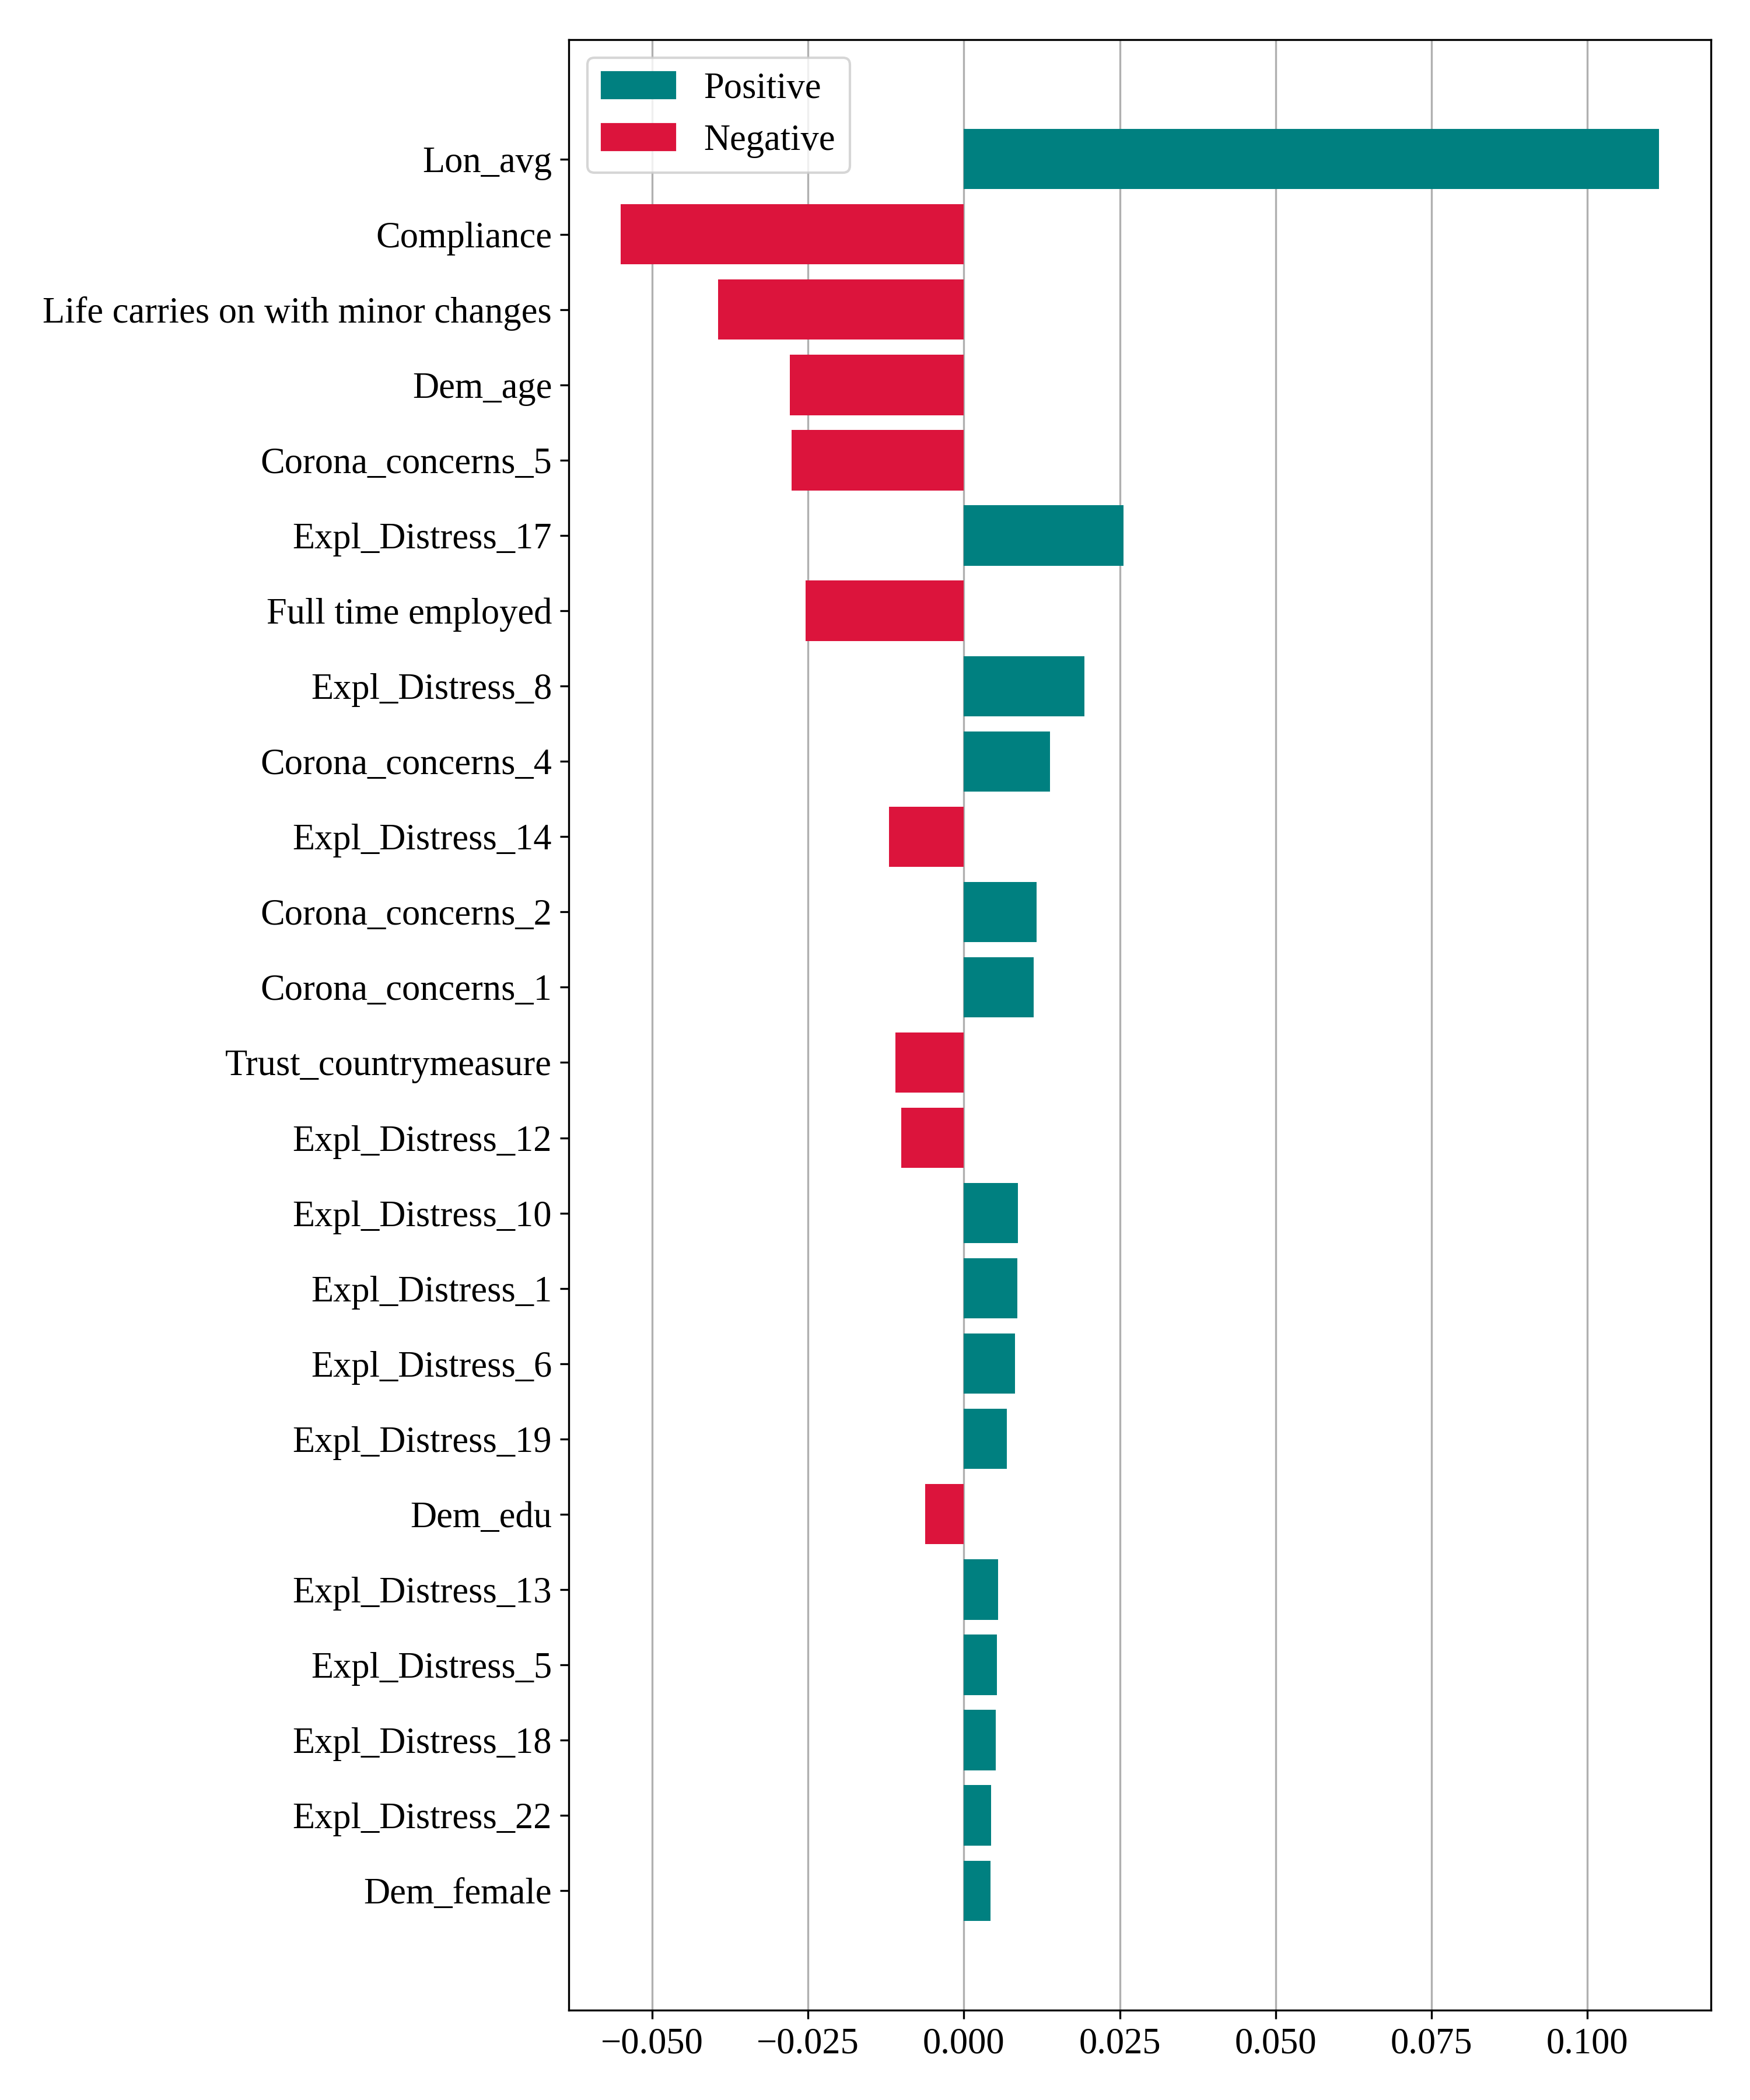 Positive
Negative
Lon_avg
Compliance
Life carries on with minor changes
Dem_age
Corona_concerns_5
Expl_Distress_17
Full time employed
Expl_Distress_8
Corona_concerns_4
Expl_Distress_14
Corona_concerns_2
Corona_concerns_1
Trust_countrymeasure
Expl_Distress_12
Expl_Distress_10
Expl_Distress_1
Expl_Distress_6
Expl_Distress_19
Dem_edu
Expl_Distress_13
Expl_Distress_5
Expl_Distress_18
Expl_Distress_22
Dem_female
−0.050 −0.025 0.000 0.025 0.050 0.075 0.100